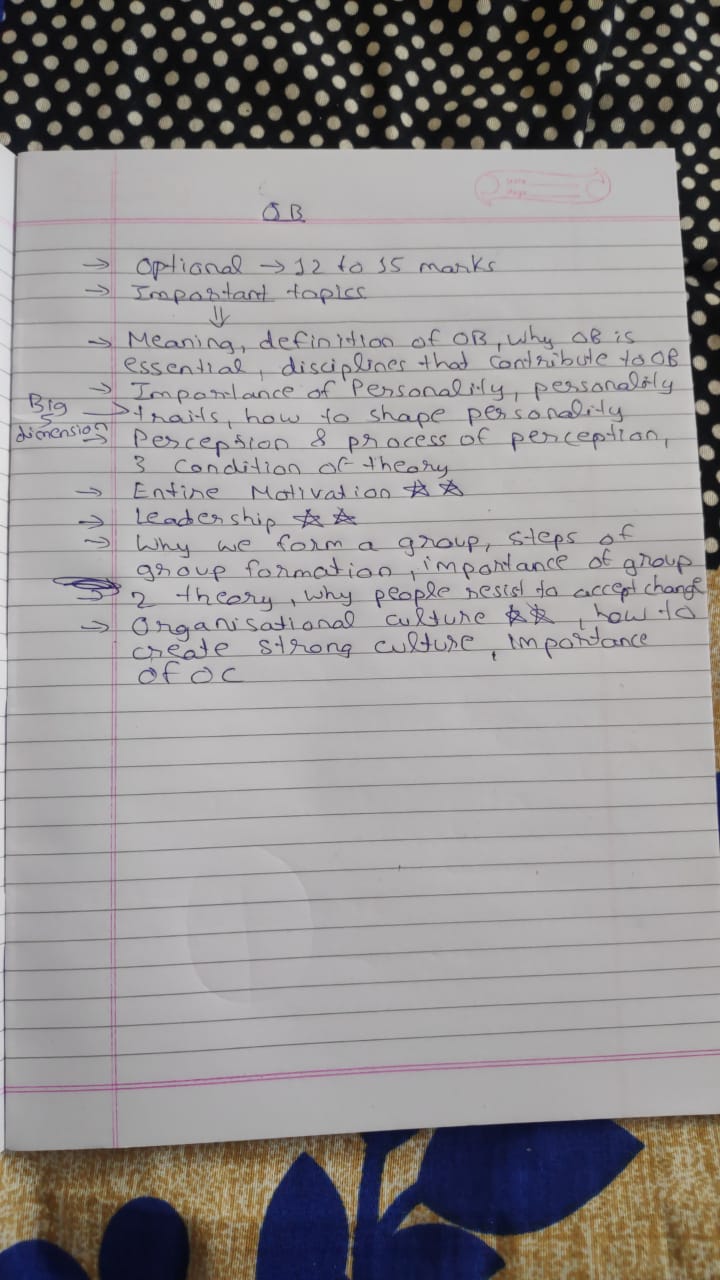 OB
→ Optional → 12 to 15 marks
→ Important topics
⇓
→ Meaning, definition of OB, why OB is
essential, disciplines that contribute to OB
→ Importance of Personality, personality
Big 5 dimension → traits, how to shape personality
→ Perception & process of perception,
3 condition of theory
→ Entire Motivation ☆☆
→ Leadership ☆☆
→ Why we form a group, steps of
group formation, importance of group
→ 2 theory, why people resist to accept change
→ Organisational culture ☆☆, how to
create strong culture, importance
of OC